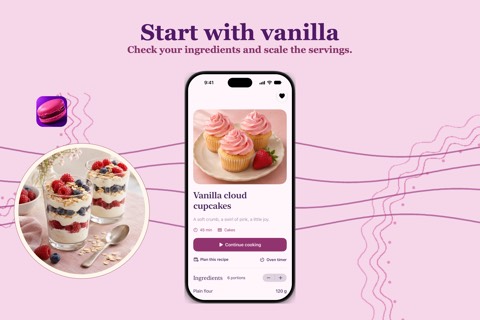 Start with vanilla
Check your ingredients and scale the servings.
9:41
Vanilla cloud
cupcakes
A soft crumb, a swirl of pink, a little joy.
45 min
Cakes
Continue cooking
Plan this recipe
Oven timer
Ingredients
6 portions
Plain flour
120 g